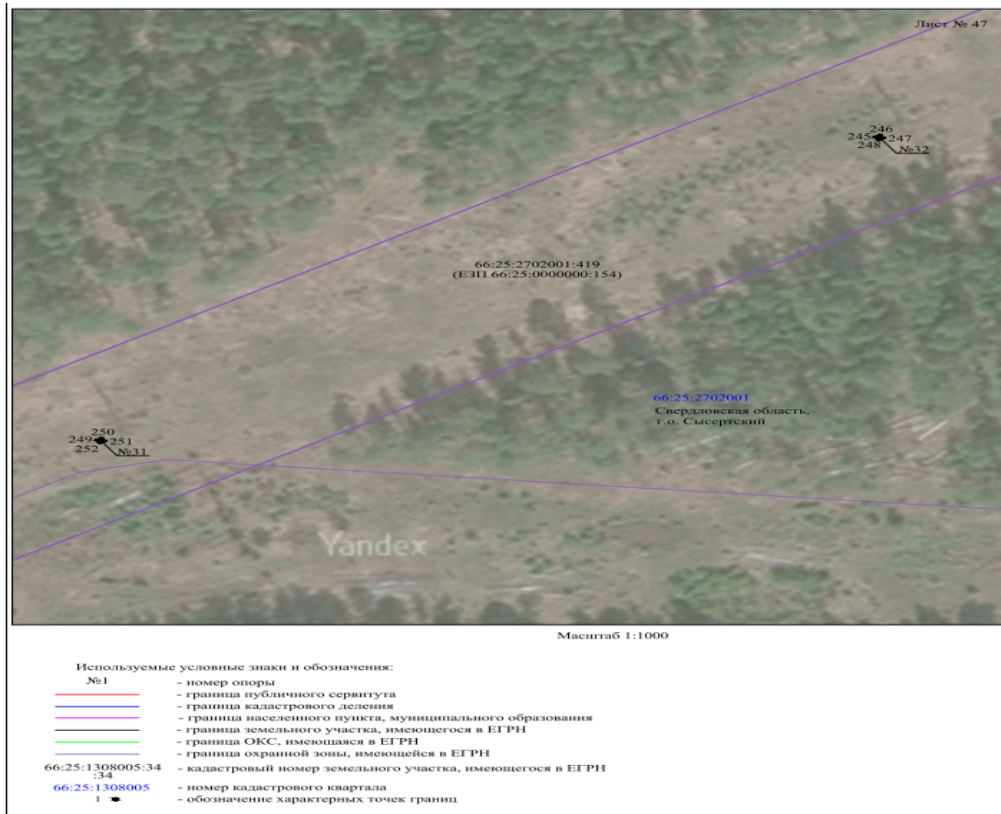 Лист № 47
246
245 247
248 №32
66:25:2702001:419
(ЕЗП 66:25:0000000:154)
66:25:2702001
Свердловская область,
г.о. Сысертский
250
249 251
252 №31
Yandex
Масштаб 1:1000
Используемые условные знаки и обозначения:
№1 - номер опоры
- граница публичного сервитута
- граница кадастрового деления
- граница населенного пункта, муниципального образования
- граница земельного участка, имеющегося в ЕГРН
- граница ОКС, имеющаяся в ЕГРН
- граница охранной зоны, имеющейся в ЕГРН
66:25:1308005:34 - кадастровый номер земельного участка, имеющегося в ЕГРН
:34
66:25:1308005 - номер кадастрового квартала
1 - обозначение характерных точек границ